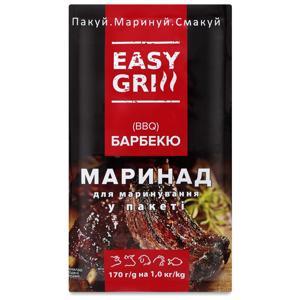 Пакуй.Маринуй.Смакуй
EASY
GRIll
(BBQ)
БАРБЕКЮ
МАРИНАД
для маринування
у пакеті
170 г/g на 1,0 кг/kg